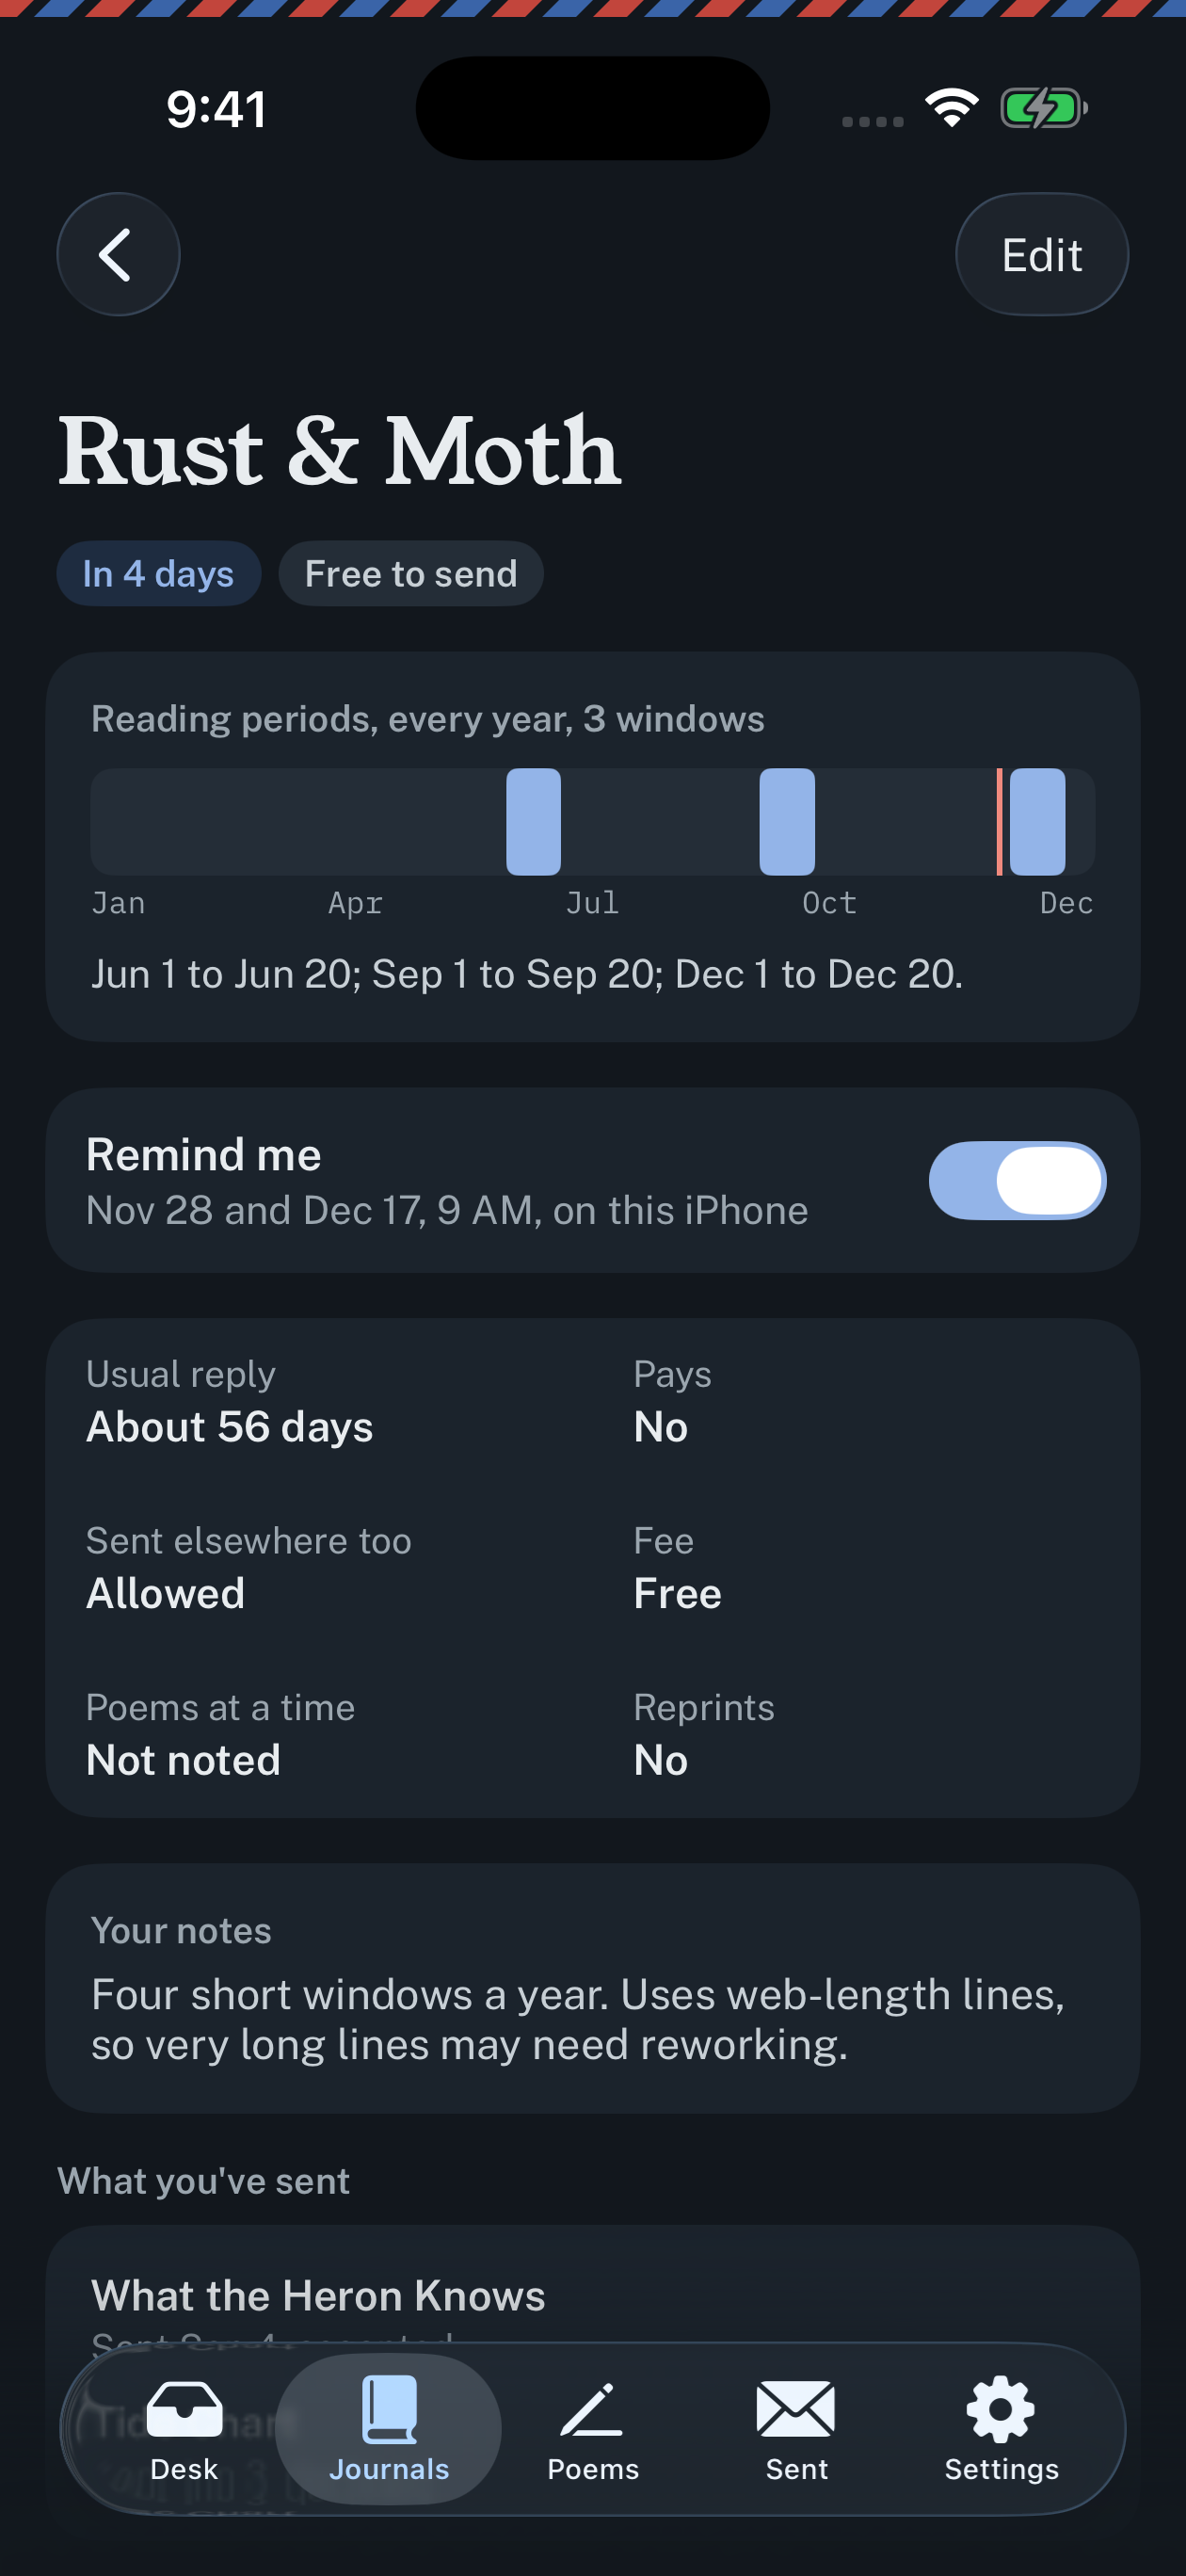 9:41
Edit
Rust & Moth
In 4 days
Free to send
Reading periods, every year, 3 windows
Jan Apr Jul Oct Dec
Jun 1 to Jun 20; Sep 1 to Sep 20; Dec 1 to Dec 20.
Remind me
Nov 28 and Dec 17, 9 AM, on this iPhone
Usual reply
About 56 days
Pays
No
Sent elsewhere too
Allowed
Fee
Free
Poems at a time
Not noted
Reprints
No
Your notes
Four short windows a year. Uses web-length lines,
so very long lines may need reworking.
What you've sent
What the Heron Knows
Desk
Journals
Poems
Sent
Settings